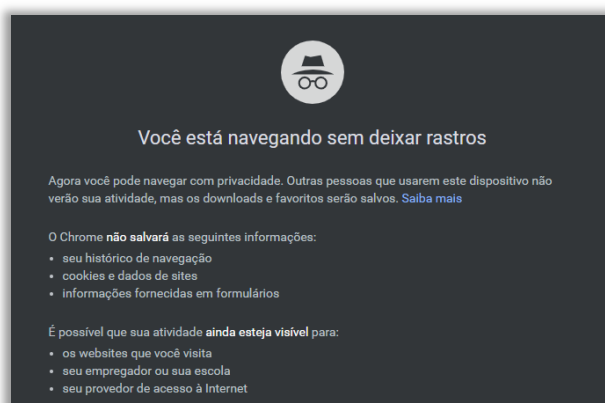 Você está navegando sem deixar rastros
Agora você pode navegar com privacidade. Outras pessoas que usarem este dispositivo não
verão sua atividade, mas os downloads e favoritos serão salvos. Saiba mais
O Chrome não salvará as seguintes informações:
• seu histórico de navegação
• cookies e dados de sites
• informações fornecidas em formulários
É possível que sua atividade ainda esteja visível para:
• os websites que você visita
• seu empregador ou sua escola
• seu provedor de acesso à Internet